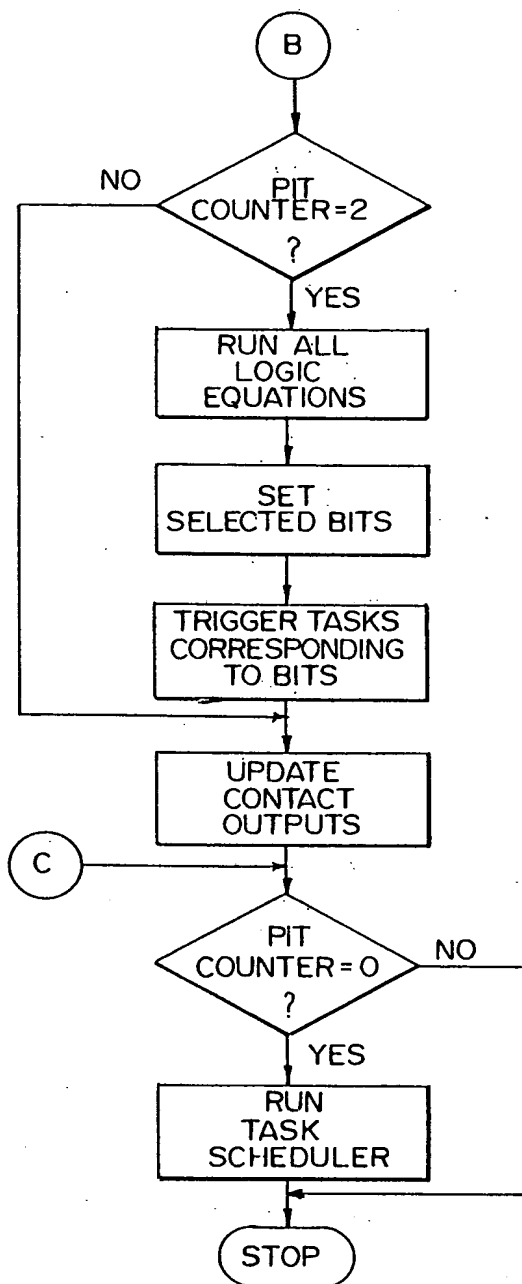 B
PIT
COUNTER=2
?
NO
YES
RUN ALL
LOGIC
EQUATIONS
SET
SELECTED BITS
TRIGGER TASKS
CORRESPONDING
TO BITS
UPDATE
CONTACT
OUTPUTS
C
PIT
COUNTER=0
?
NO
YES
RUN
TASK
SCHEDULER
STOP